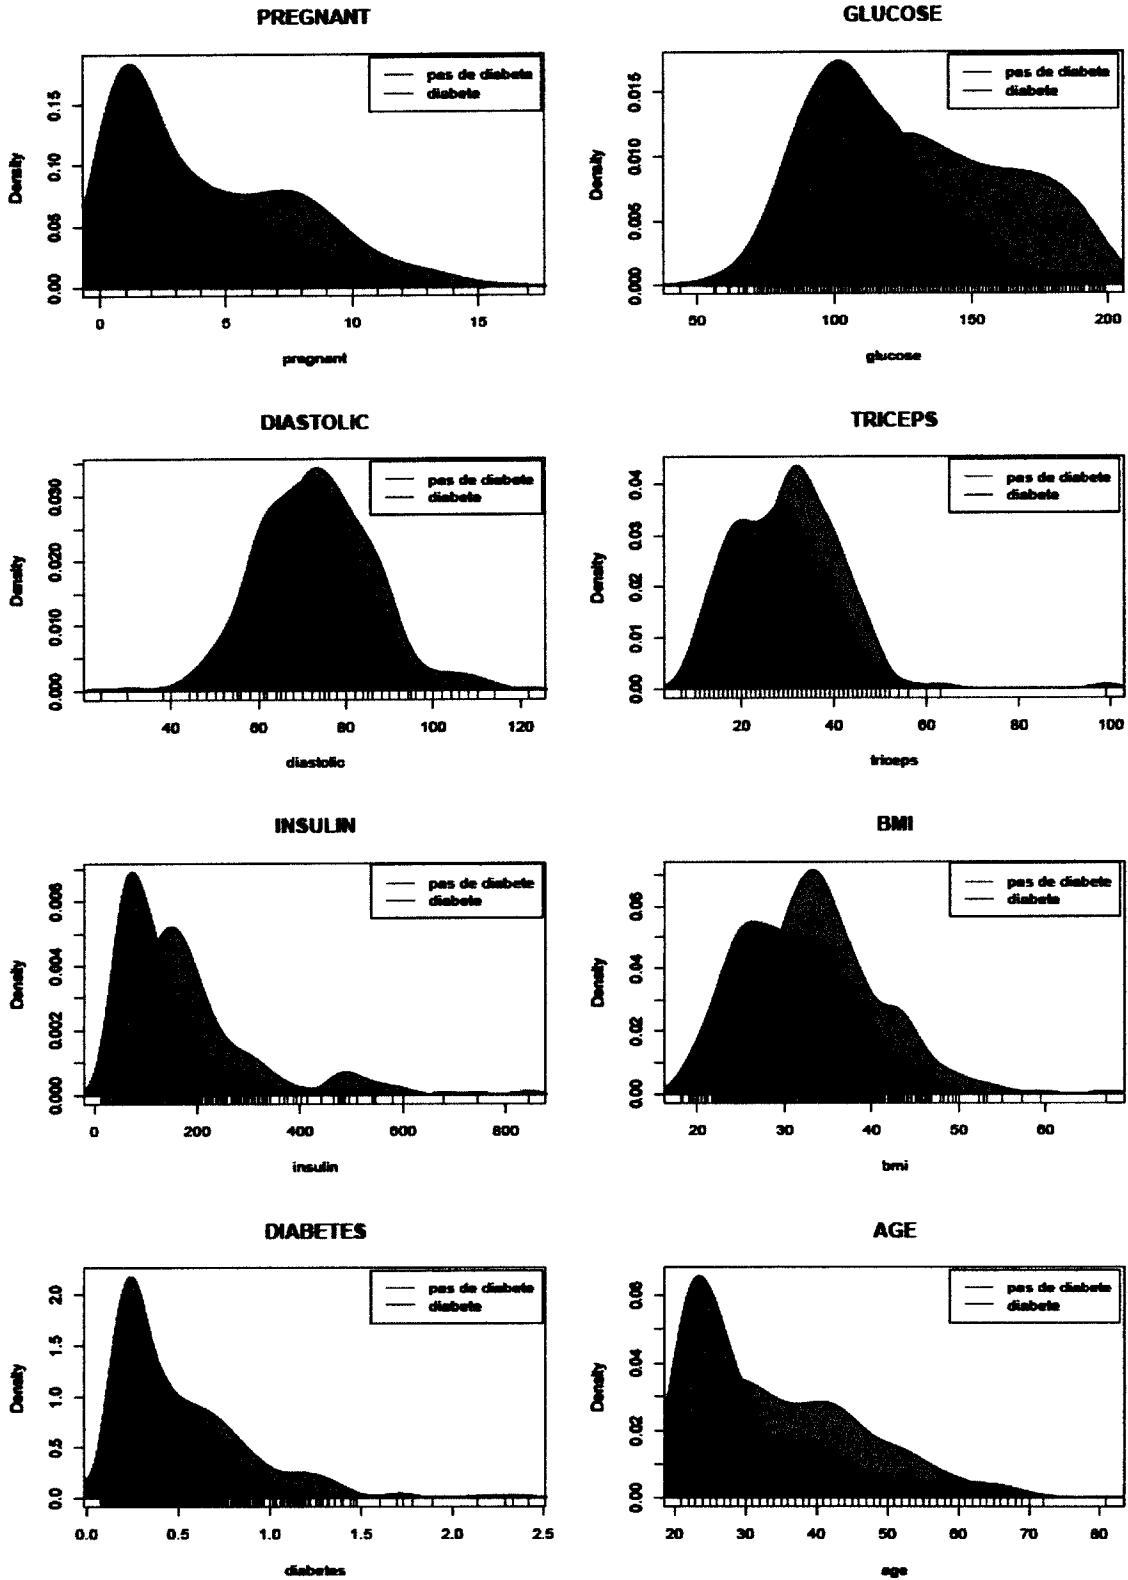 PREGNANT
pas de diabete
diabete
Density
0.00 0.05 0.10 0.15
0 5 10 15
pregnant
GLUCOSE
pas de diabete
diabete
Density
0.000 0.005 0.010 0.015
50 100 150 200
glucose
DIASTOLIC
pas de diabete
diabete
Density
0.000 0.010 0.020 0.030
40 60 80 100 120
diastolic
TRICEPS
pas de diabete
diabete
Density
0.00 0.01 0.02 0.03 0.04
20 40 60 80 100
triceps
INSULIN
pas de diabete
diabete
Density
0.000 0.002 0.004 0.006
0 200 400 600 800
insulin
BMI
pas de diabete
diabete
Density
0.00 0.02 0.04 0.06
20 30 40 50 60
bmi
DIABETES
pas de diabete
diabete
Density
0.0 0.5 1.0 1.5 2.0
0.0 0.5 1.0 1.5 2.0 2.5
diabetes
AGE
pas de diabete
diabete
Density
0.00 0.02 0.04 0.06
20 30 40 50 60 70 80
age